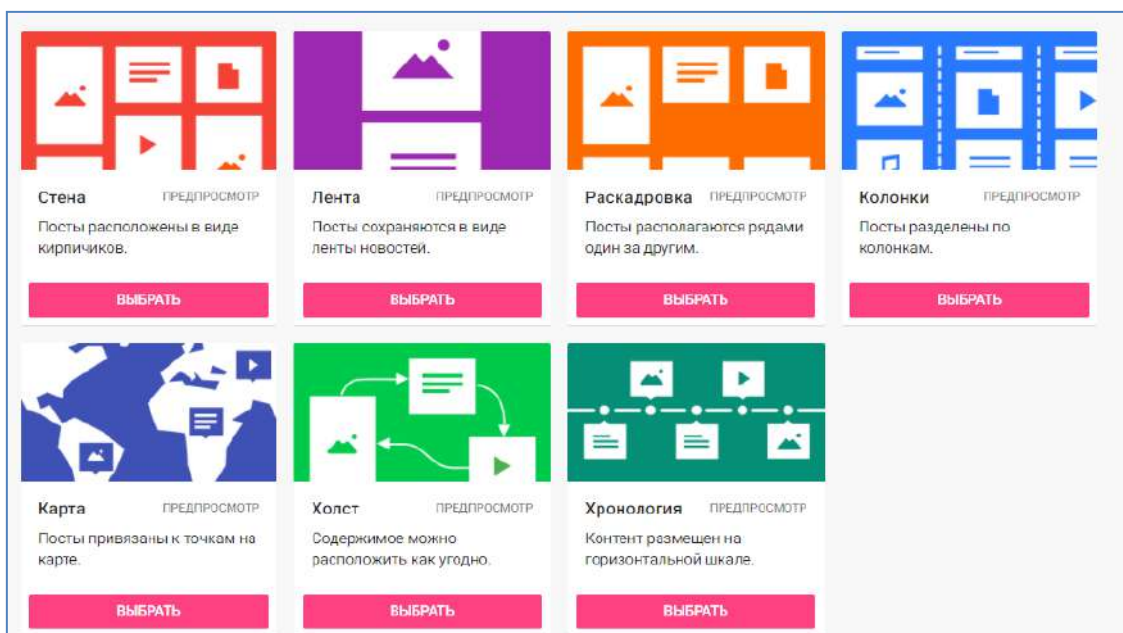 Стена ПРЕДПРОСМОТР
Посты расположены в виде
кирпичиков.
ВЫБРАТЬ
Лента ПРЕДПРОСМОТР
Посты сохраняются в виде
ленты новостей.
ВЫБРАТЬ
Раскадровка ПРЕДПРОСМОТР
Посты располагаются рядами
один за другим.
ВЫБРАТЬ
Колонки ПРЕДПРОСМОТР
Посты разделены по
колонкам.
ВЫБРАТЬ
Карта ПРЕДПРОСМОТР
Посты привязаны к точкам на
карте.
ВЫБРАТЬ
Холст ПРЕДПРОСМОТР
Содержимое можно
расположить как угодно.
ВЫБРАТЬ
Хронология ПРЕДПРОСМОТР
Контент размещен на
горизонтальной шкале.
ВЫБРАТЬ